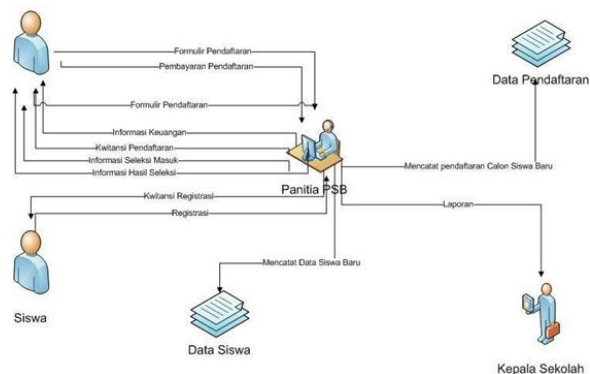 Formulir Pendaftaran
Pembayaran Pendaftaran
Formulir Pendaftaran
Informasi Keuangan
Kwitansi Pendaftaran
Informasi Seleksi Masuk
Informasi Hasil Seleksi
Panitia PSB
Data Pendaftaran
Mencatat pendaftaran Calon Siswa Baru
Kwitansi Registrasi
Registrasi
Laporan
Mencatat Data Siswa Baru
Siswa
Data Siswa
Kepala Sekolah